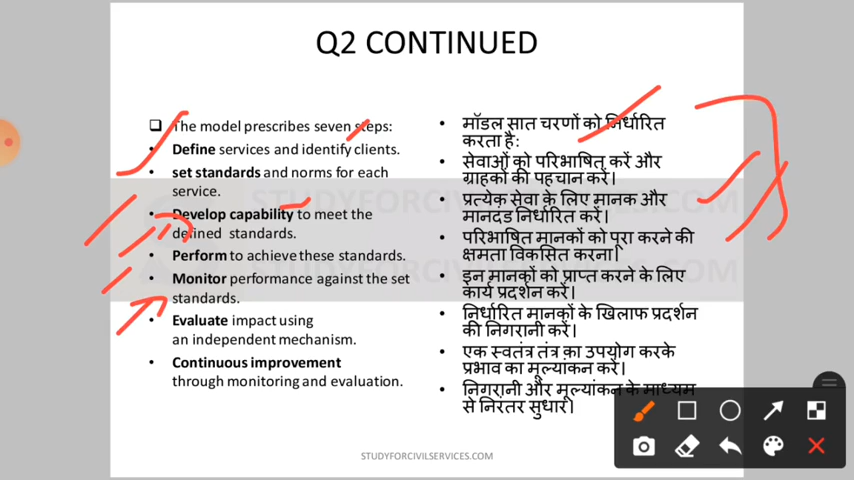 Q2 CONTINUED
The model prescribes seven steps:
Define services and identify clients.
set standards and norms for each
service.
Develop capability to meet the
defined standards.
Perform to achieve these standards.
Monitor performance against the set
standards.
Evaluate impact using
an independent mechanism.
Continuous improvement
through monitoring and evaluation.
मॉडल सात चरणों को निर्धारित
करता है:
सेवाओं को परिभाषित करें और
ग्राहकों की पहचान करें।
प्रत्येक सेवा के लिए मानक और
मानदंड निर्धारित करें।
परिभाषित मानकों को पूरा करने की
क्षमता विकसित करना।
इन मानकों को प्राप्त करने के लिए
कार्य प्रदर्शन करें।
निर्धारित मानकों के खिलाफ प्रदर्शन
की निगरानी करें।
एक स्वतंत्र तंत्र का उपयोग करके
प्रभाव का मूल्यांकन करें।
निगरानी और मूल्यांकन के माध्यम
से निरंतर सुधार।
STUDYFORCIVILSERVICES.COM